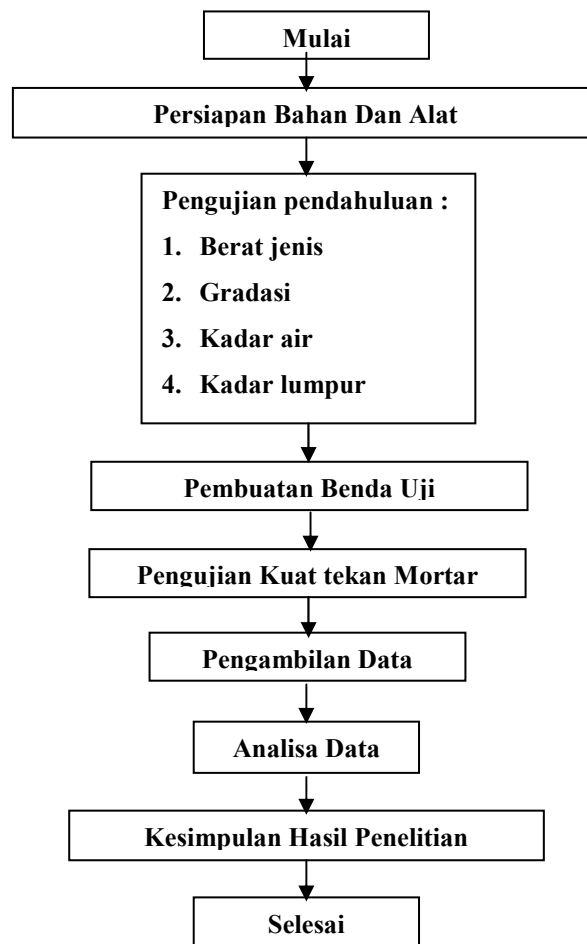 Mulai
Persiapan Bahan Dan Alat
Pengujian pendahuluan :
1. Berat jenis
2. Gradasi
3. Kadar air
4. Kadar lumpur
Pembuatan Benda Uji
Pengujian Kuat tekan Mortar
Pengambilan Data
Analisa Data
Kesimpulan Hasil Penelitian
Selesai